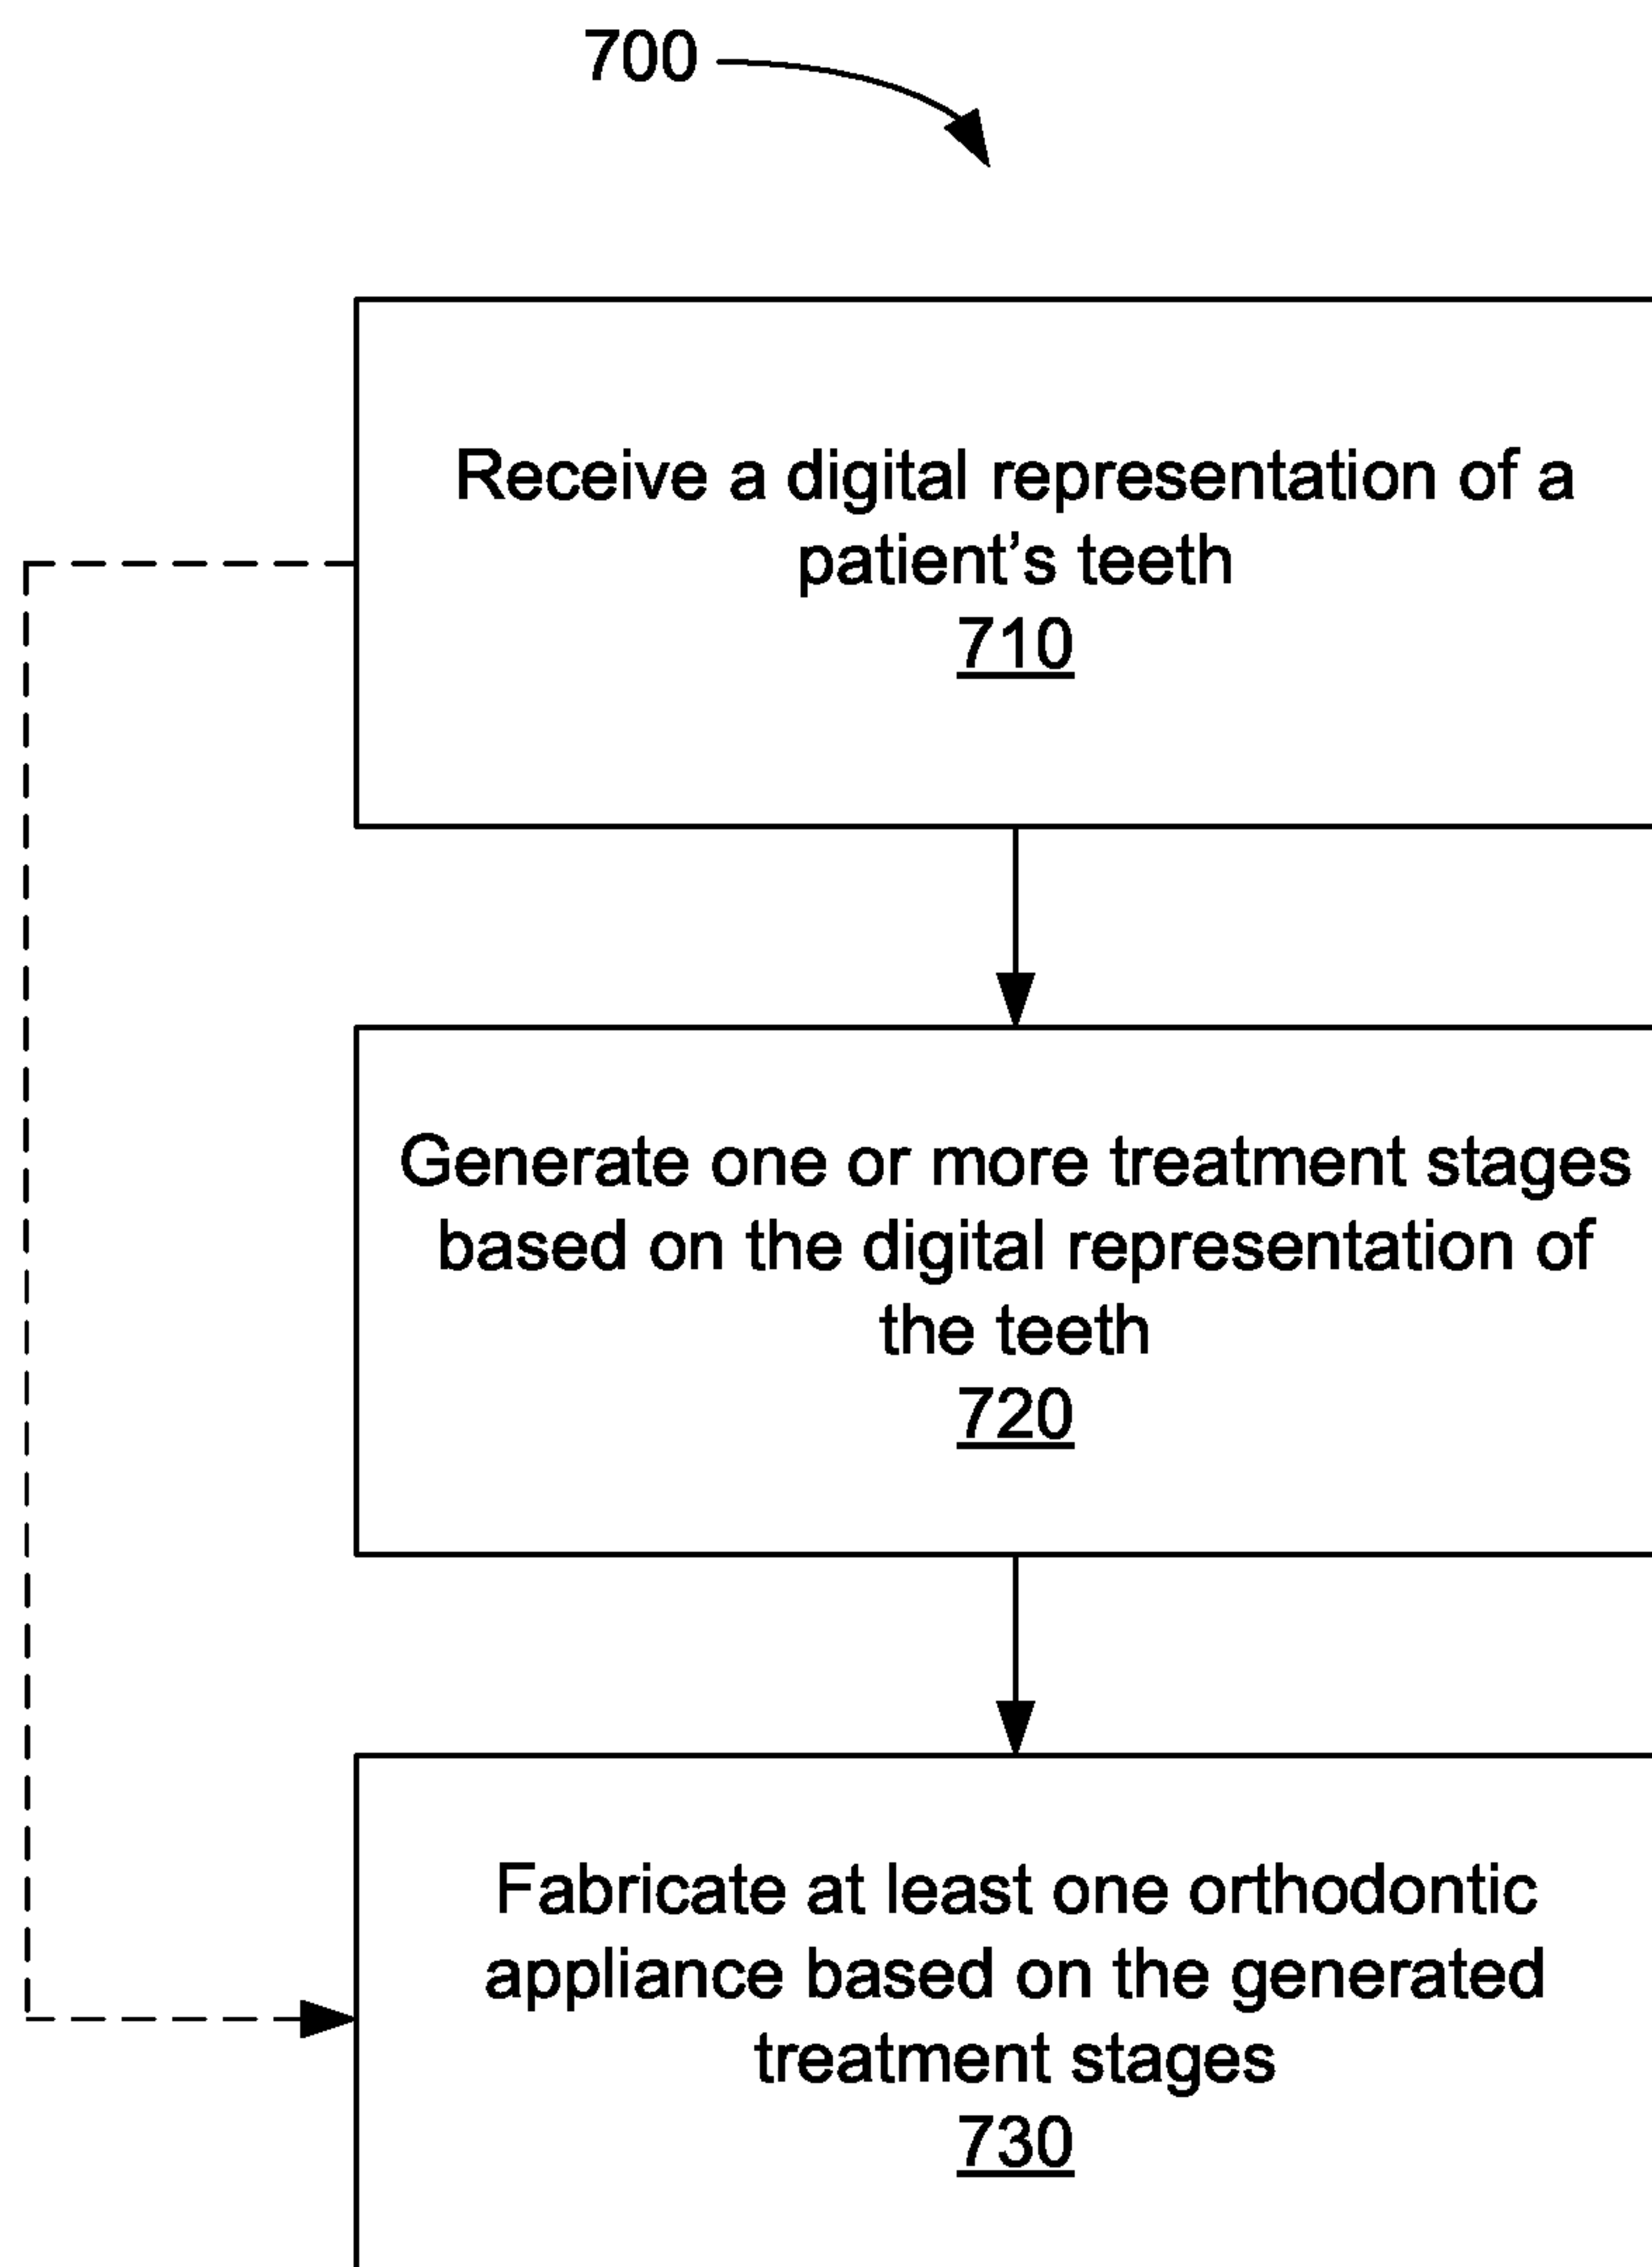 700
Receive a digital representation of a
patient’s teeth
710
Generate one or more treatment stages
based on the digital representation of
the teeth
720
Fabricate at least one orthodontic
appliance based on the generated
treatment stages
730